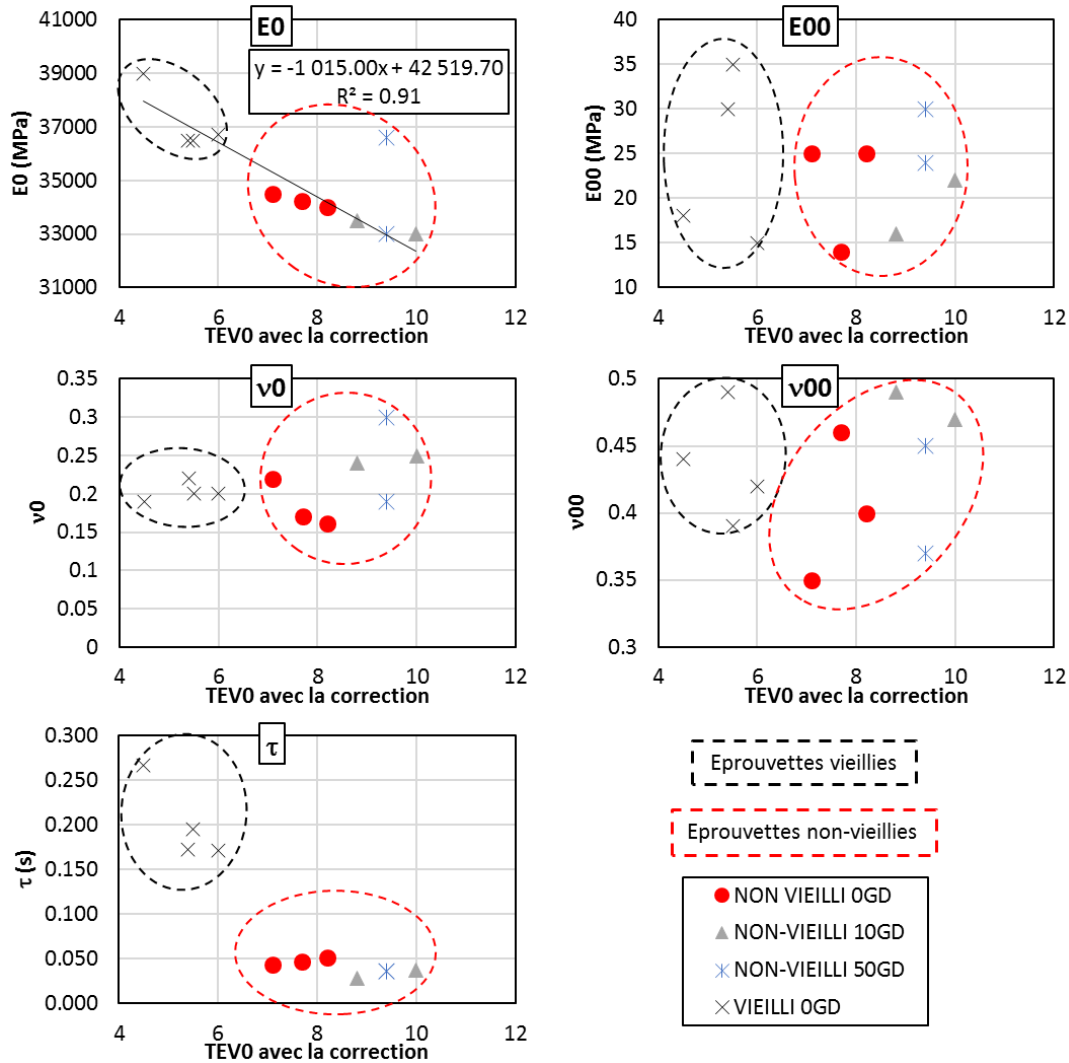 E0
y = -1 015.00x + 42 519.70
R² = 0.91
E0 (MPa)
41000
39000
37000
35000
33000
31000
4 6 8 10 12
TEV0 avec la correction
E00
E00 (MPa)
40
35
30
25
20
15
10
4 6 8 10 12
TEV0 avec la correction
ν0
ν0
0.35
0.3
0.25
0.2
0.15
0.1
0.05
0
4 6 8 10 12
TEV0 avec la correction
ν00
ν00
0.5
0.45
0.4
0.35
0.3
4 6 8 10 12
TEV0 avec la correction
τ
τ (s)
0.300
0.250
0.200
0.150
0.100
0.050
0.000
4 6 8 10 12
TEV0 avec la correction
Eprouvettes vieillies
Eprouvettes non-vieillies
NON VIEILLI 0GD
NON-VIEILLI 10GD
NON-VIEILLI 50GD
VIEILLI 0GD